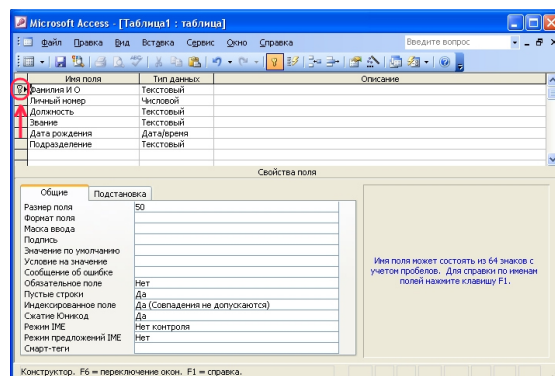 Microsoft Access - [Таблица1 : таблица]
Файл Правка Вид Вставка Сервис Окно Справка Введите вопрос
Имя поля Тип данных Описание
Фамилия И О Текстовый
Личный номер Числовой
Должность Текстовый
Звание Текстовый
Дата рождения Дата/время
Подразделение Текстовый
Свойства поля
Общие Подстановка
Размер поля 50
Формат поля
Маска ввода
Подпись
Значение по умолчанию
Условие на значение
Сообщение об ошибке
Обязательное поле Нет
Пустые строки Да
Индексированное поле Да (Совпадения не допускаются)
Сжатие Юникод Да
Режим IME Нет контроля
Режим предложений IME Нет
Смарт-теги
Имя поля может состоять из 64 знаков с
учетом пробелов. Для справки по именам
полей нажмите клавишу F1.
Конструктор. F6 = переключение окон. F1 = справка.